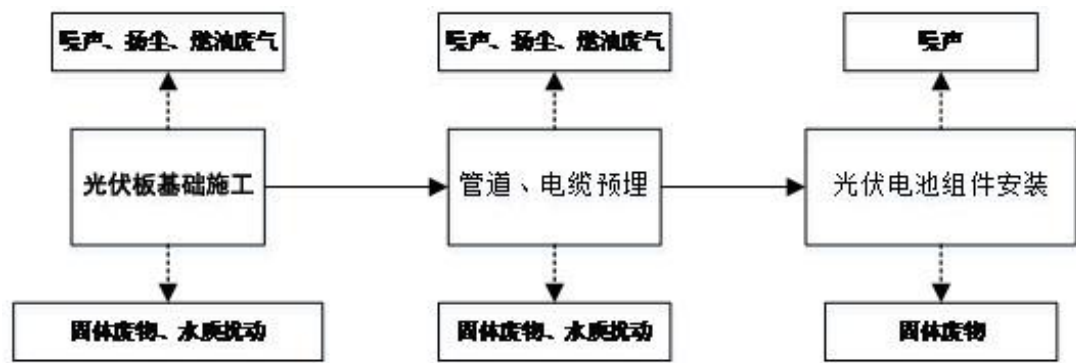 噪声、扬尘、燃油废气
噪声、扬尘、燃油废气
噪声
光伏板基础施工
管道、电缆预埋
光伏电池组件安装
固体废物、水质扰动
固体废物、水质扰动
固体废物